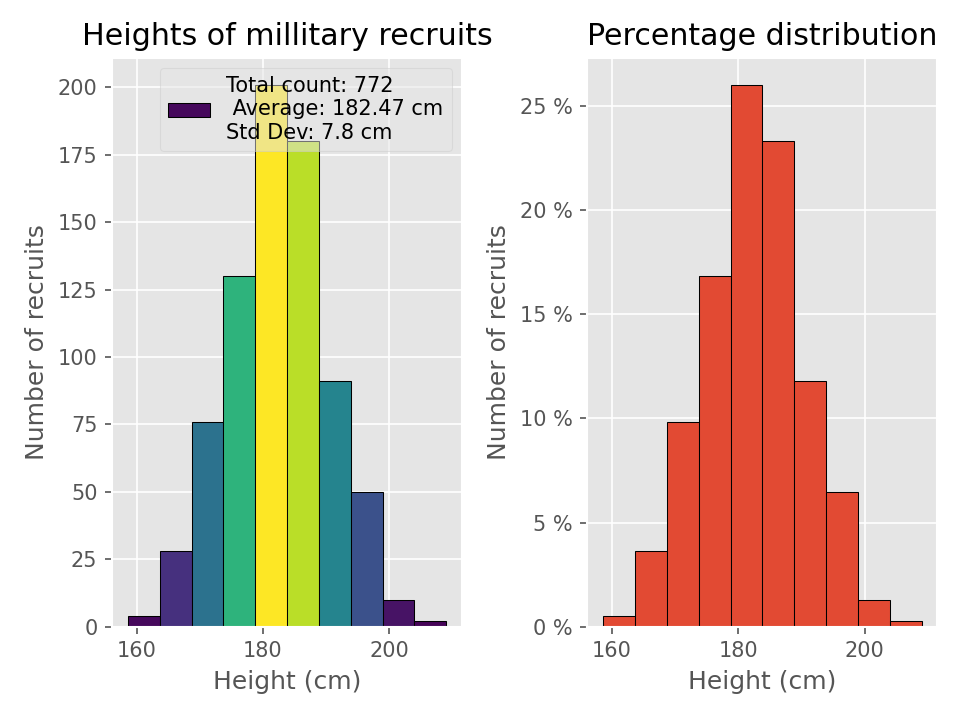 Heights of millitary recruits
Total count: 772
Average: 182.47 cm
Std Dev: 7.8 cm
Number of recruits
200
175
150
125
100
75
50
25
0
160
180
200
Height (cm)
Percentage distribution
Number of recruits
25 %
20 %
15 %
10 %
5 %
0 %
160
180
200
Height (cm)